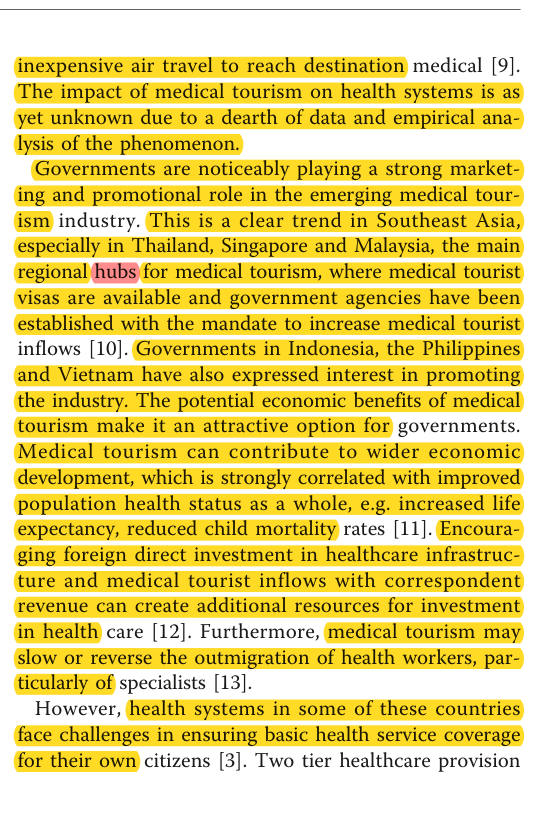 inexpensive air travel to reach destination medical [9].
The impact of medical tourism on health systems is as
yet unknown due to a dearth of data and empirical ana-
lysis of the phenomenon.
Governments are noticeably playing a strong market-
ing and promotional role in the emerging medical tour-
ism industry. This is a clear trend in Southeast Asia,
especially in Thailand, Singapore and Malaysia, the main
regional hubs for medical tourism, where medical tourist
visas are available and government agencies have been
established with the mandate to increase medical tourist
inflows [10]. Governments in Indonesia, the Philippines
and Vietnam have also expressed interest in promoting
the industry. The potential economic benefits of medical
tourism make it an attractive option for governments.
Medical tourism can contribute to wider economic
development, which is strongly correlated with improved
population health status as a whole, e.g. increased life
expectancy, reduced child mortality rates [11]. Encoura-
ging foreign direct investment in healthcare infrastruc-
ture and medical tourist inflows with correspondent
revenue can create additional resources for investment
in health care [12]. Furthermore, medical tourism may
slow or reverse the outmigration of health workers, par-
ticularly of specialists [13].
However, health systems in some of these countries
face challenges in ensuring basic health service coverage
for their own citizens [3]. Two tier healthcare provision